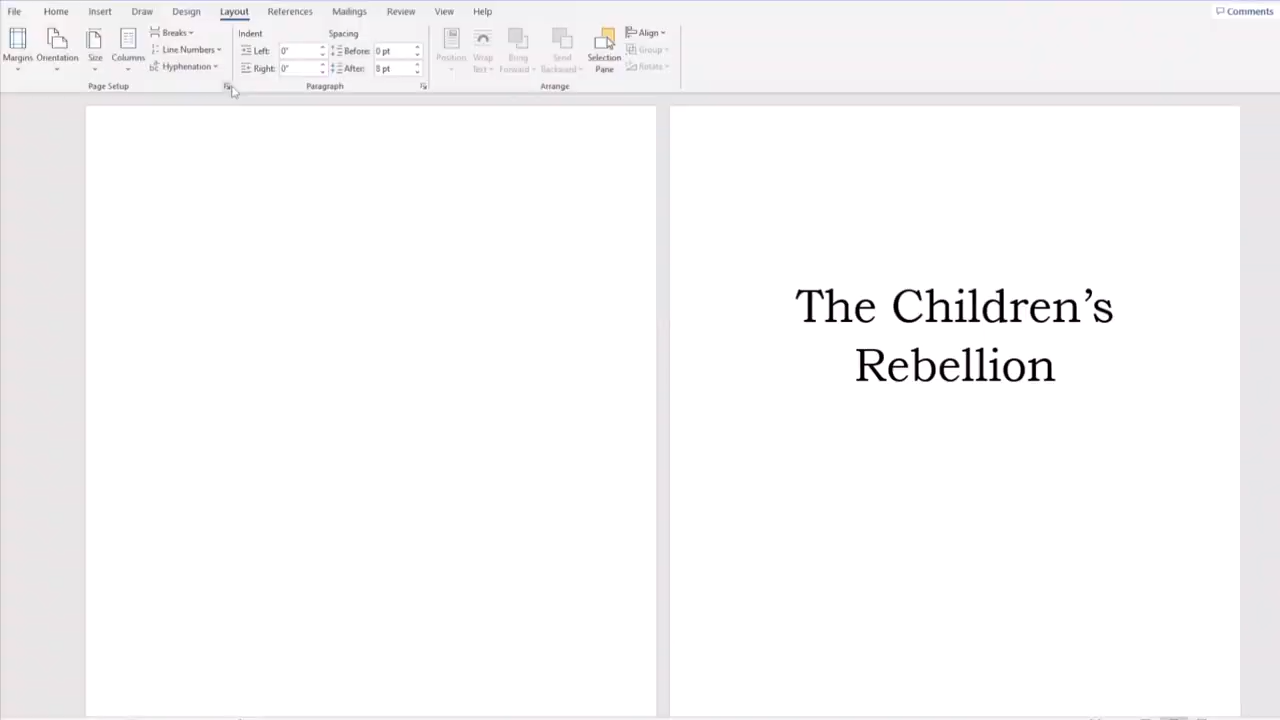 File Home Insert Draw Design Layout References Mailings Review View Help Comments
Margins Orientation Size Columns Breaks Line Numbers Hyphenation
Page Setup
Indent Spacing
Left: 0" Before: 0 pt
Right: 0" After: 8 pt
Paragraph
Position Wrap Text Bring Forward Send Backward Selection Pane Align Group Rotate
Arrange
The Children’s
Rebellion